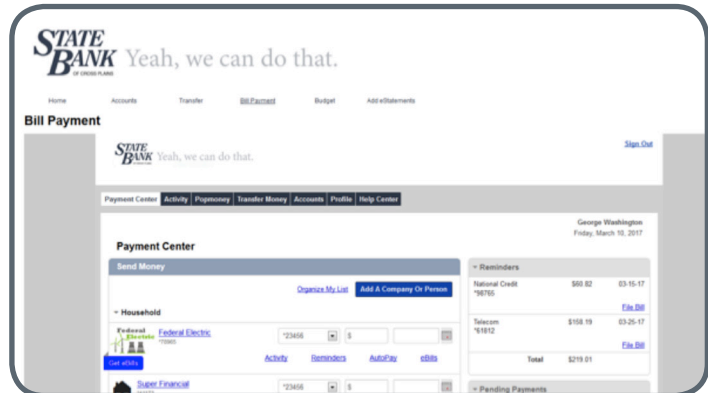 STATE
BANK
OF CROSS PLAINS
Yeah, we can do that.
Home Accounts Transfer Bill Payment Budget Add eStatements
Bill Payment
STATE
BANK
Yeah, we can do that.
Sign Out
Payment Center Activity Popmoney Transfer Money Accounts Profile Help Center
George Washington
Friday, March 10, 2017
Payment Center
Send Money
Organize My List Add A Company Or Person
Household
Federal
Electric
Federal Electric
*78965
*23456 $
Get eBills
Activity Reminders AutoPay eBills
Super Financial
*23456 $
Reminders
National Credit $60.82 03-15-17
*98765
File Bill
Telecom $158.19 03-25-17
*61812
File Bill
Total $219.01
Pending Payments